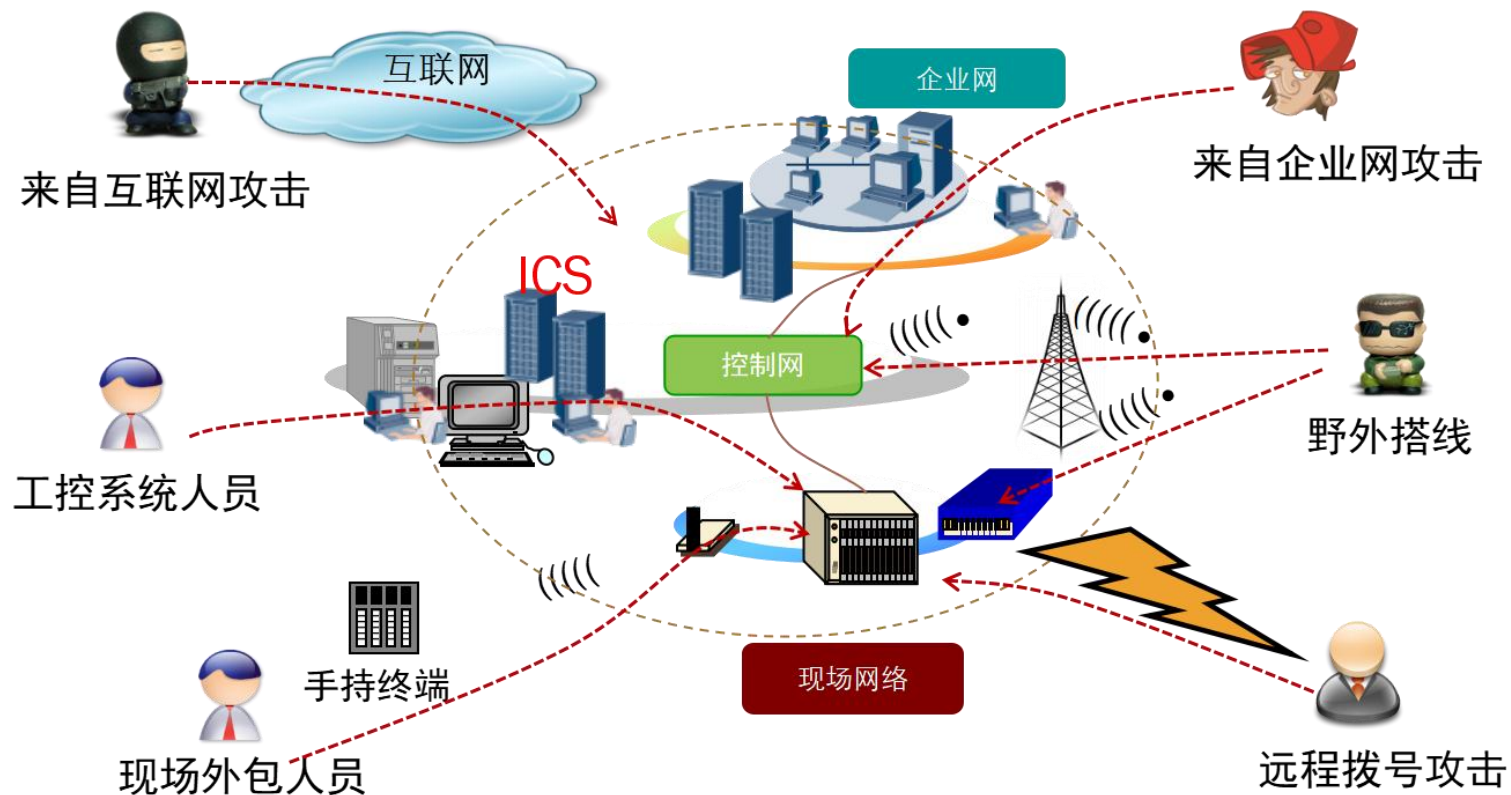 互联网
企业网
来自互联网攻击
来自企业网攻击
ICS
控制网
工控系统人员
野外搭线
手持终端
现场网络
现场外包人员
远程拨号攻击